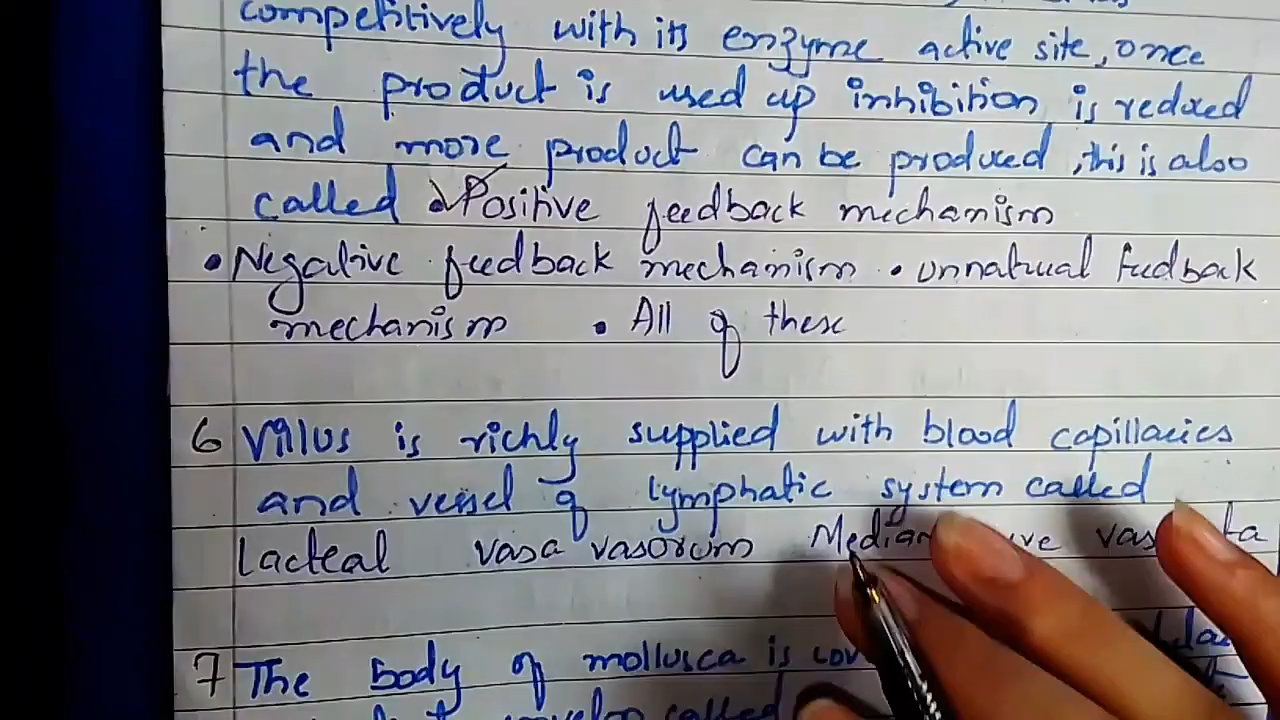 competitively with its enzyme active site, once
the product is used up inhibition is reduced
and more product can be produced, this is also
called Positive feedback mechanism
• Negative feedback mechanism • unnatual feedback
mechanism • All of these
6 Villus is richly supplied with blood capillaries
and vessel of lymphatic system called
Lacteal vasa vasorum Median
7 The body of mollusca is
called